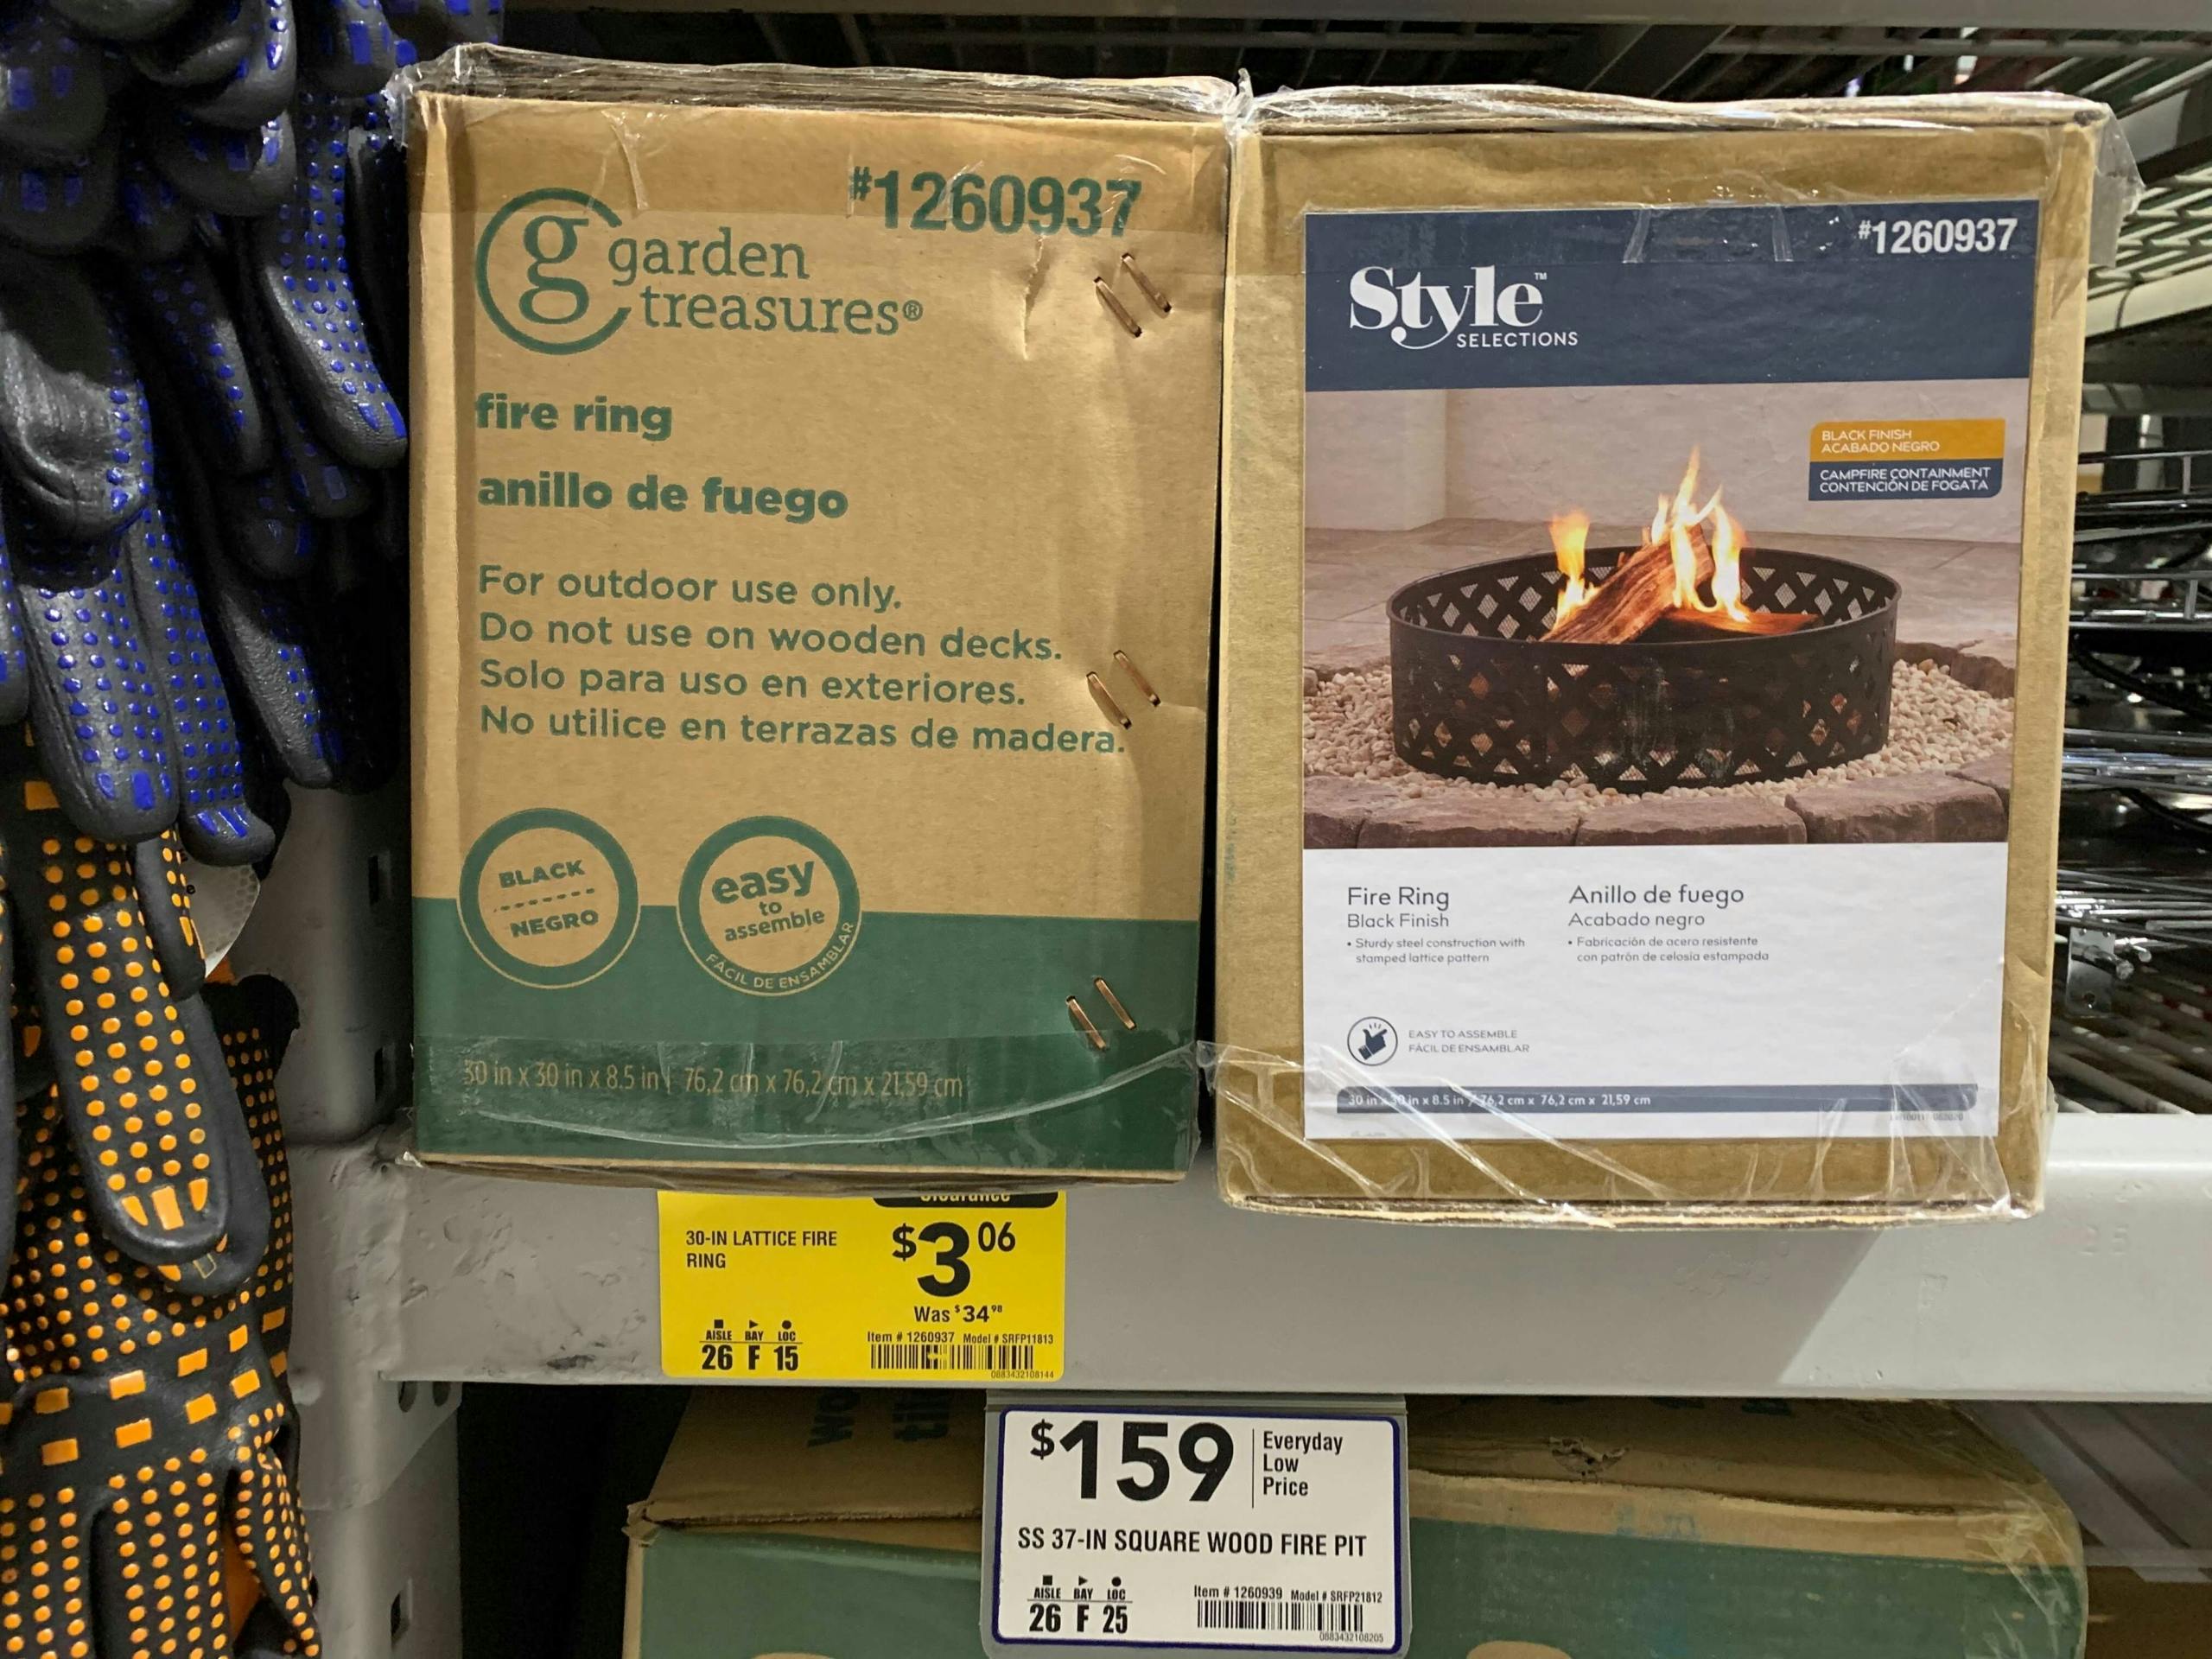 #1260937
g garden
treasures®
fire ring
anillo de fuego
For outdoor use only.
Do not use on wooden decks.
Solo para uso en exteriores.
No utilice en terrazas de madera.
BLACK
NEGRO
easy
to
assemble
FÁCIL DE ENSAMBLAR
30 in x 30 in x 8.5 in | 76,2 cm x 76,2 cm x 21,59 cm
#1260937
Style™
SELECTIONS
BLACK FINISH
ACABADO NEGRO
CAMPFIRE CONTAINMENT
CONTENCIÓN DE FOGATA
Fire Ring
Black Finish
• Sturdy steel construction with
stamped lattice pattern
Anillo de fuego
Acabado negro
• Fabricación de acero resistente
con patrón de celosía estampada
EASY TO ASSEMBLE
FÁCIL DE ENSAMBLAR
30 in x 30 in x 8.5 in / 76,2 cm x 76,2 cm x 21,59 cm
Clearance
30-IN LATTICE FIRE
RING
$3 06
Was $34 98
AISLE BAY LOC
26 F 15
Item # 1260937 Model # SRFP11813
0883432108144
$159
Everyday
Low
Price
SS 37-IN SQUARE WOOD FIRE PIT
AISLE BAY LOC
26 F 25
Item # 1260939 Model # SRFP21812
0883432108205